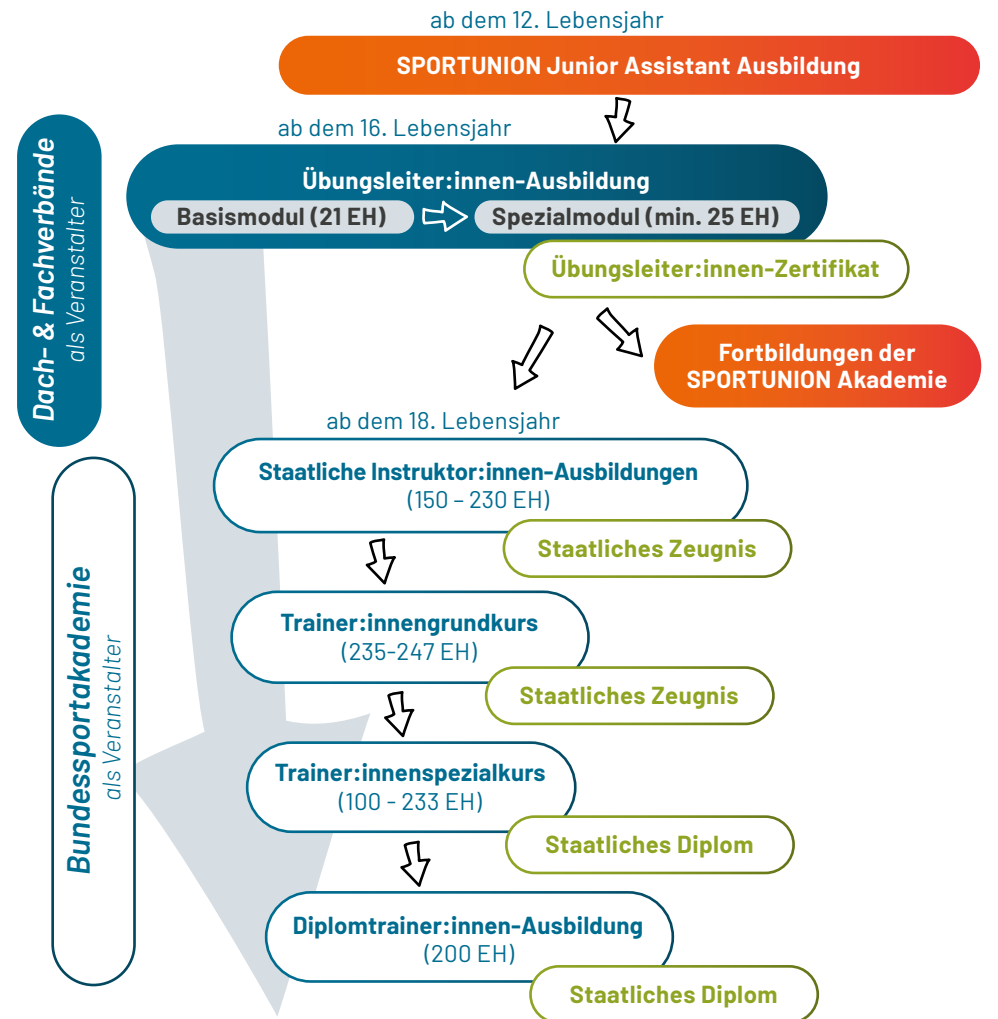 ab dem 12. Lebensjahr
SPORTUNION Junior Assistant Ausbildung
ab dem 16. Lebensjahr
Übungsleiter:innen-Ausbildung
Basismodul (21 EH)
Spezialmodul (min. 25 EH)
Übungsleiter:innen-Zertifikat
Dach- & Fachverbände
als Veranstalter
Fortbildungen der
SPORTUNION Akademie
ab dem 18. Lebensjahr
Staatliche Instruktor:innen-Ausbildungen
(150 – 230 EH)
Staatliches Zeugnis
Bundessportakademie
als Veranstalter
Trainer:innengrundkurs
(235-247 EH)
Staatliches Zeugnis
Trainer:innenspezialkurs
(100 - 233 EH)
Staatliches Diplom
Diplomtrainer:innen-Ausbildung
(200 EH)
Staatliches Diplom